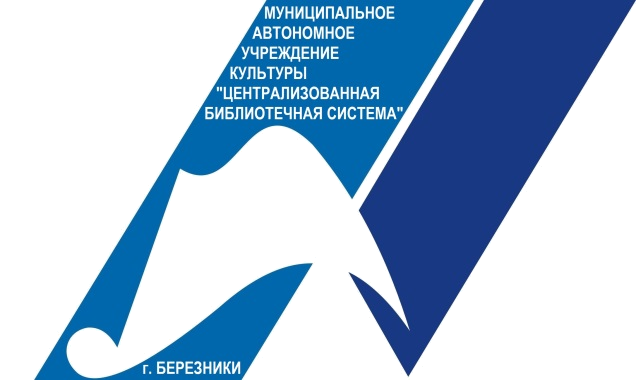 МУНИЦИПАЛЬНОЕ
АВТОНОМНОЕ
УЧРЕЖДЕНИЕ
КУЛЬТУРЫ
"ЦЕНТРАЛИЗОВАННАЯ
БИБЛИОТЕЧНАЯ СИСТЕМА"
г. БЕРЕЗНИКИ